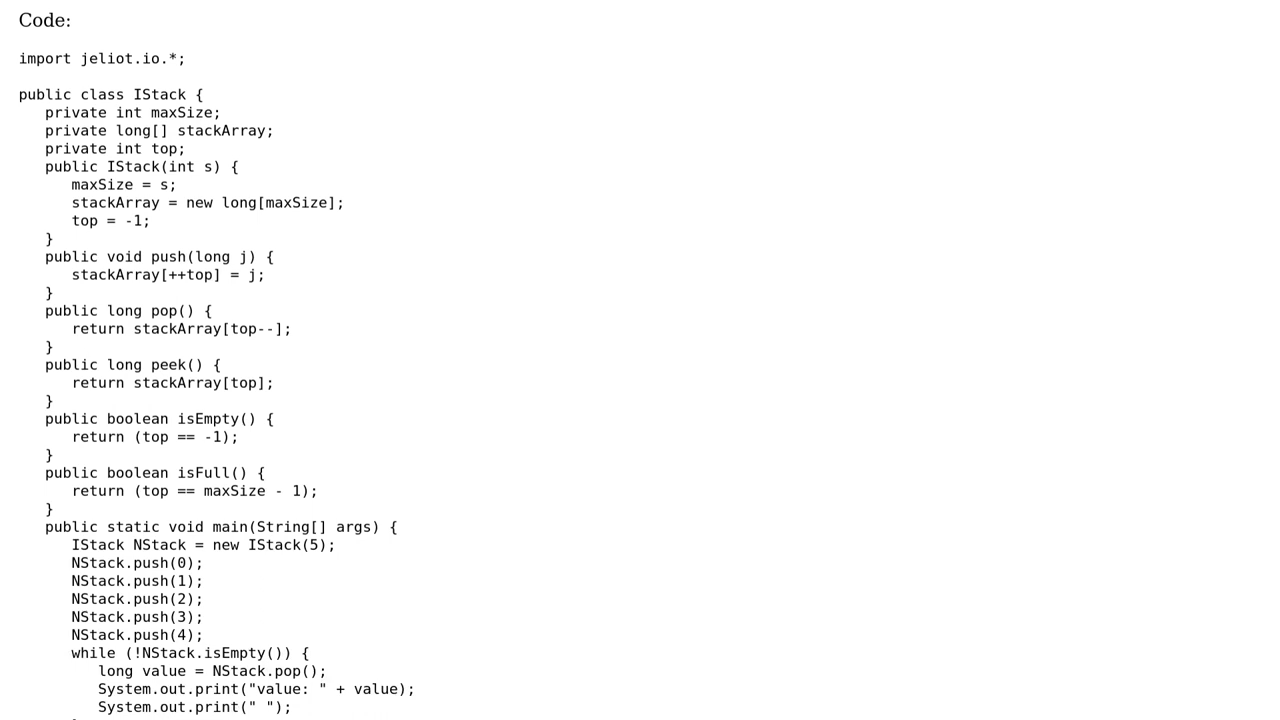 Code:
import jeliot.io.*;
public class IStack {
   private int maxSize;
   private long[] stackArray;
   private int top;
   public IStack(int s) {
      maxSize = s;
      stackArray = new long[maxSize];
      top = -1;
   }
   public void push(long j) {
      stackArray[++top] = j;
   }
   public long pop() {
      return stackArray[top--];
   }
   public long peek() {
      return stackArray[top];
   }
   public boolean isEmpty() {
      return (top == -1);
   }
   public boolean isFull() {
      return (top == maxSize - 1);
   }
   public static void main(String[] args) {
      IStack NStack = new IStack(5);
      NStack.push(0);
      NStack.push(1);
      NStack.push(2);
      NStack.push(3);
      NStack.push(4);
      while (!NStack.isEmpty()) {
         long value = NStack.pop();
         System.out.print("value: " + value);
         System.out.print(" ");